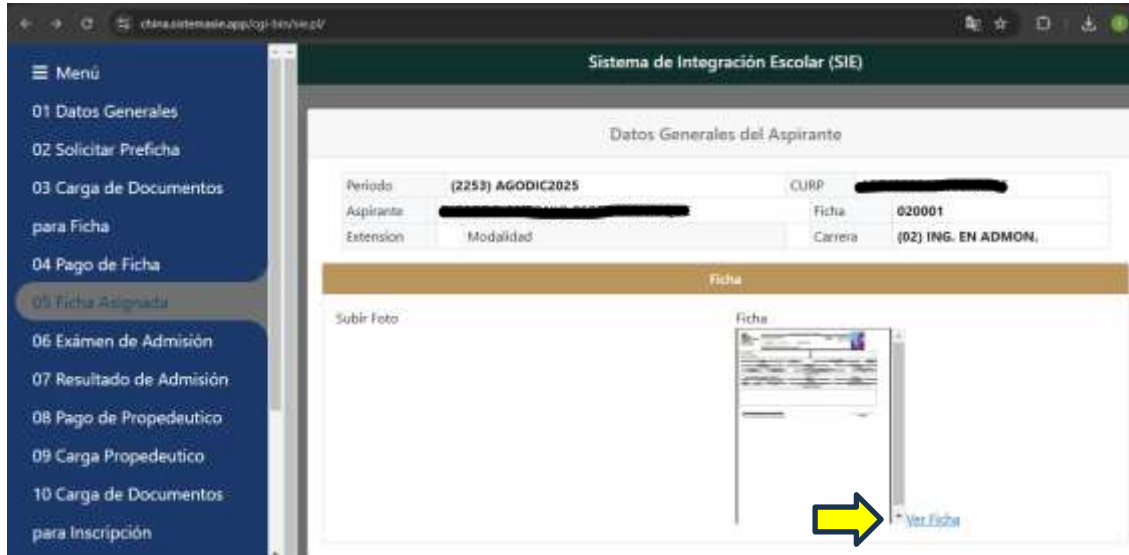 china.sistemasie.app/cgi-bin/sie.pl/
Sistema de Integración Escolar (SIE)
Menú
01 Datos Generales
02 Solicitar Preficha
03 Carga de Documentos
para Ficha
04 Pago de Ficha
05 Ficha Asignada
06 Exámen de Admisión
07 Resultado de Admisión
08 Pago de Propedeutico
09 Carga Propedeutico
10 Carga de Documentos
para Inscripción
Datos Generales del Aspirante
Periodo (2253) AGODIC2025 CURP
Aspirante Ficha 020001
Extension Modalidad Carrera (02) ING. EN ADMON.
Ficha
Subir Foto Ficha
Ver Ficha